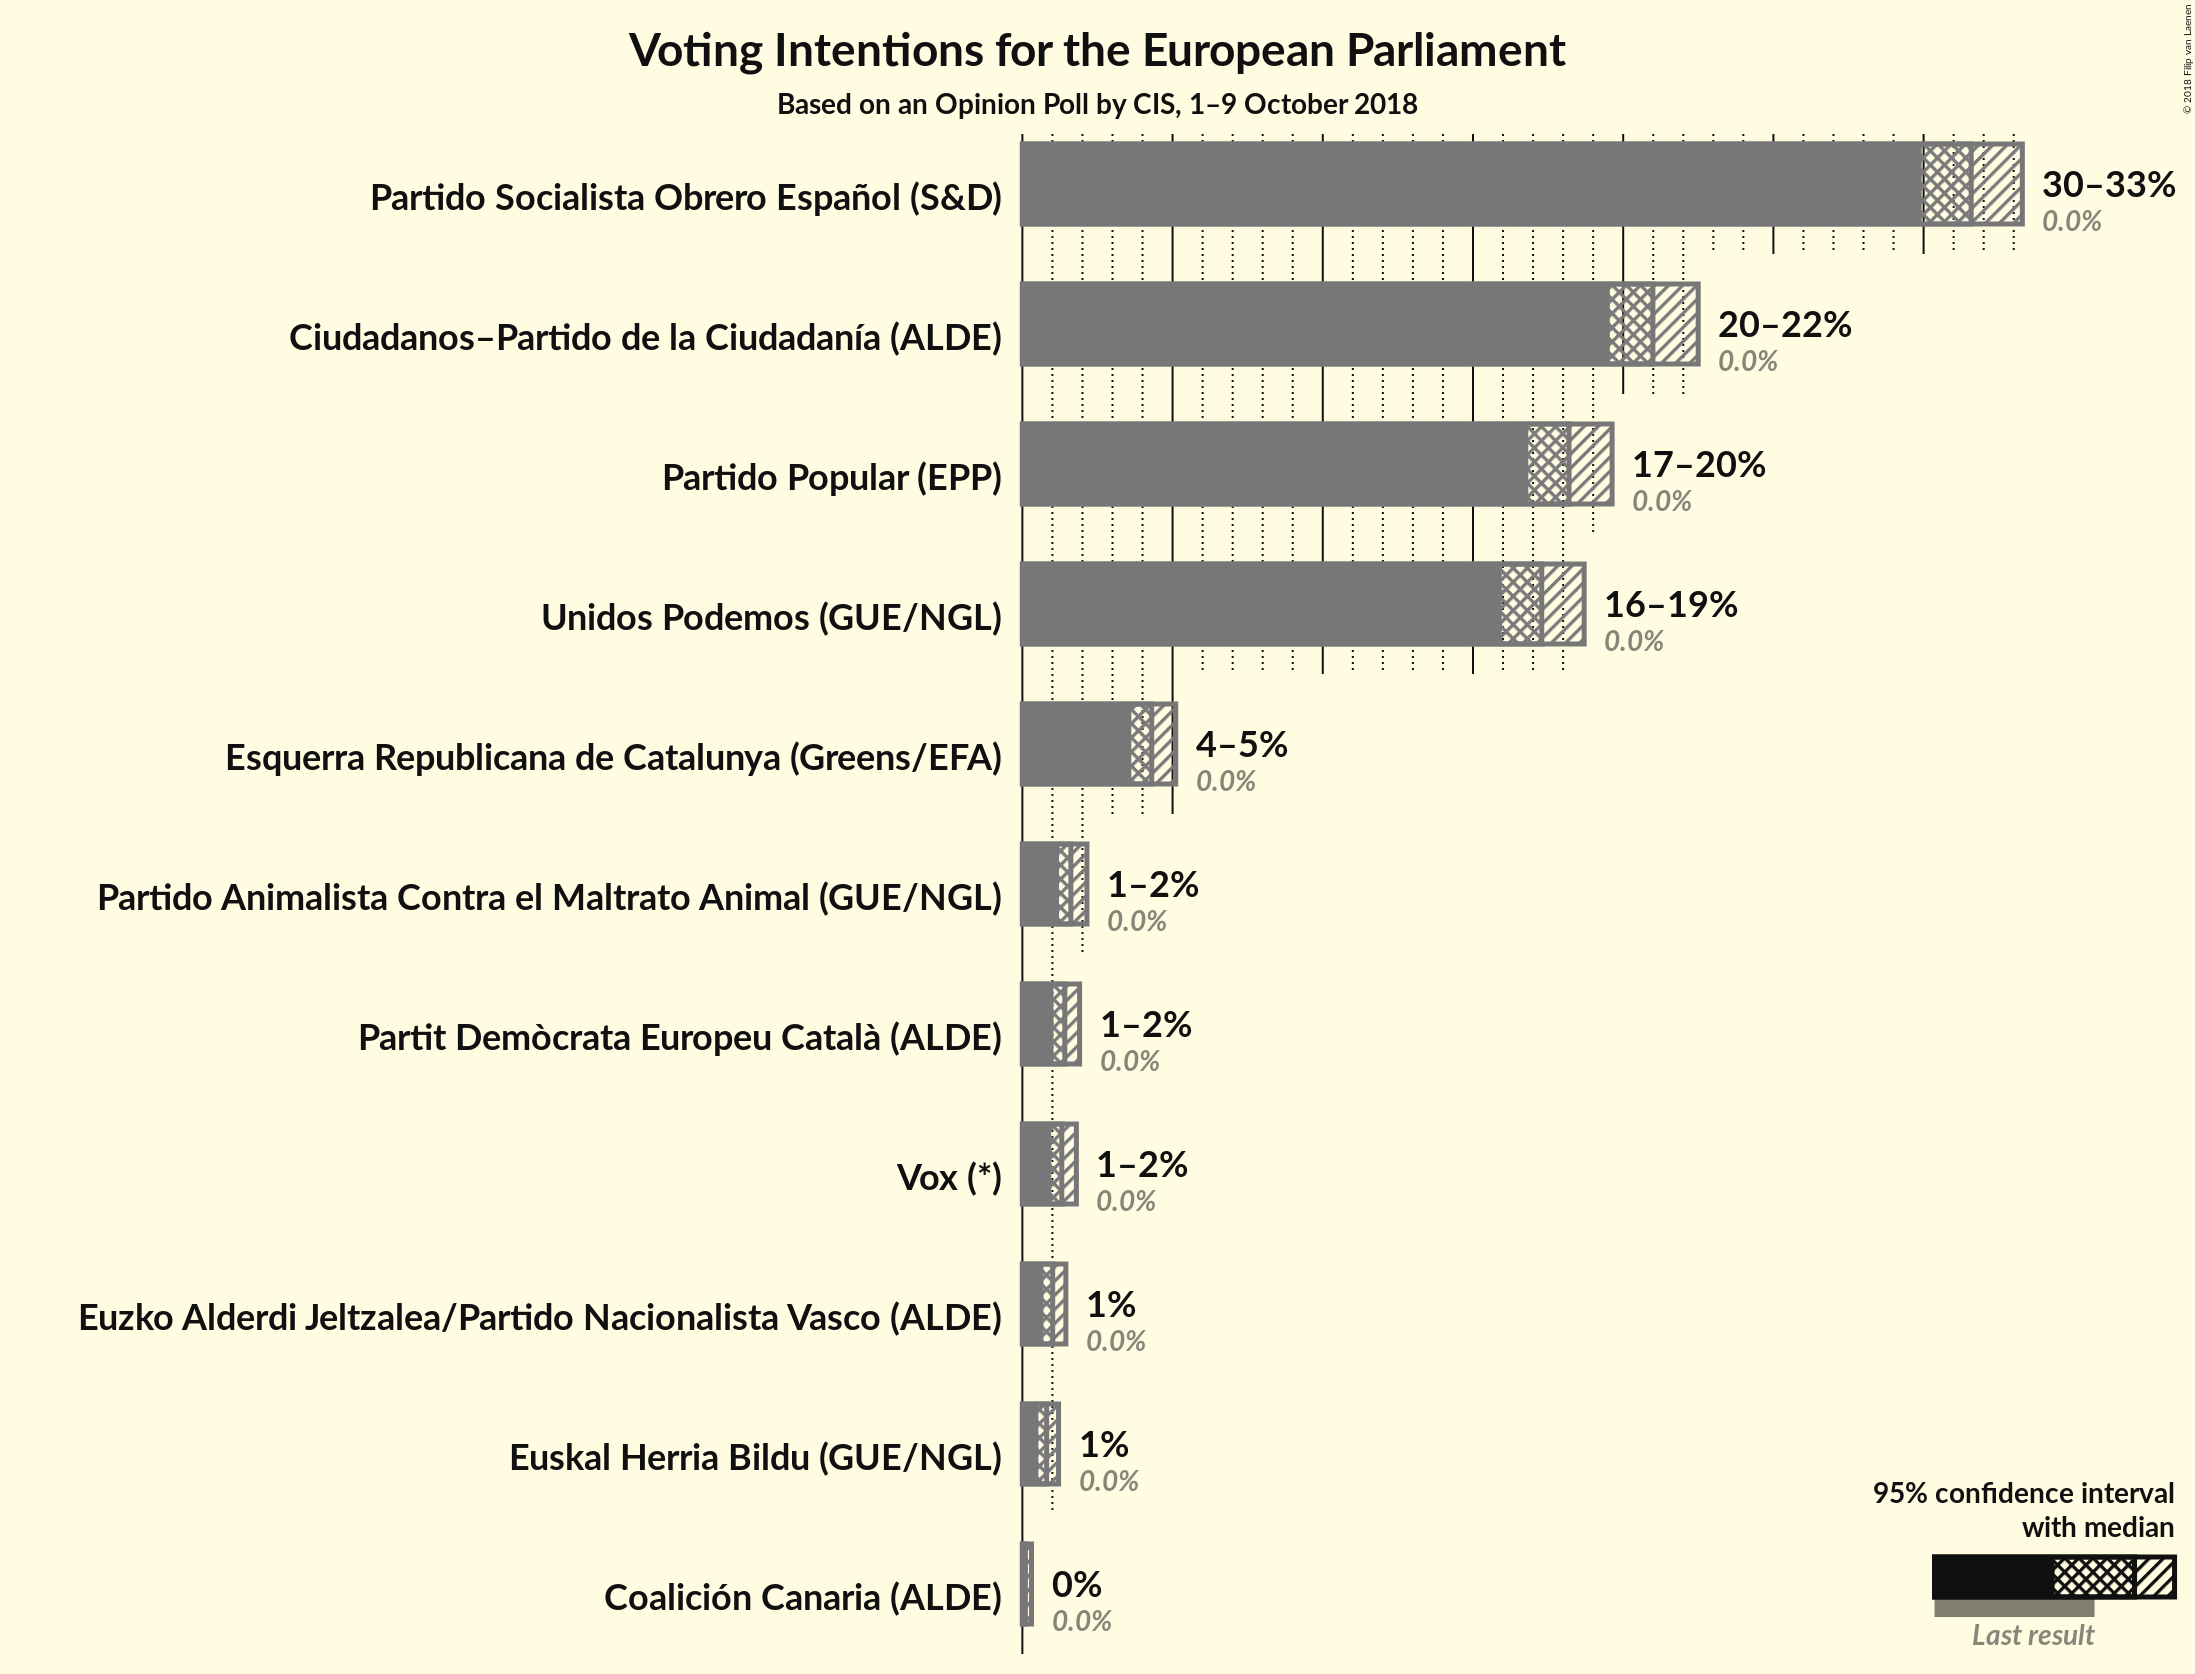 Voting Intentions for the European Parliament
Based on an Opinion Poll by CIS, 1–9 October 2018
© 2018 Filip van Laenen
Partido Socialista Obrero Español (S&D)
30–33%
0.0%
Ciudadanos–Partido de la Ciudadanía (ALDE)
20–22%
0.0%
Partido Popular (EPP)
17–20%
0.0%
Unidos Podemos (GUE/NGL)
16–19%
0.0%
Esquerra Republicana de Catalunya (Greens/EFA)
4–5%
0.0%
Partido Animalista Contra el Maltrato Animal (GUE/NGL)
1–2%
0.0%
Partit Demòcrata Europeu Català (ALDE)
1–2%
0.0%
Vox (*)
1–2%
0.0%
Euzko Alderdi Jeltzalea/Partido Nacionalista Vasco (ALDE)
1%
0.0%
Euskal Herria Bildu (GUE/NGL)
1%
0.0%
Coalición Canaria (ALDE)
0%
0.0%
95% confidence interval
with median
Last result